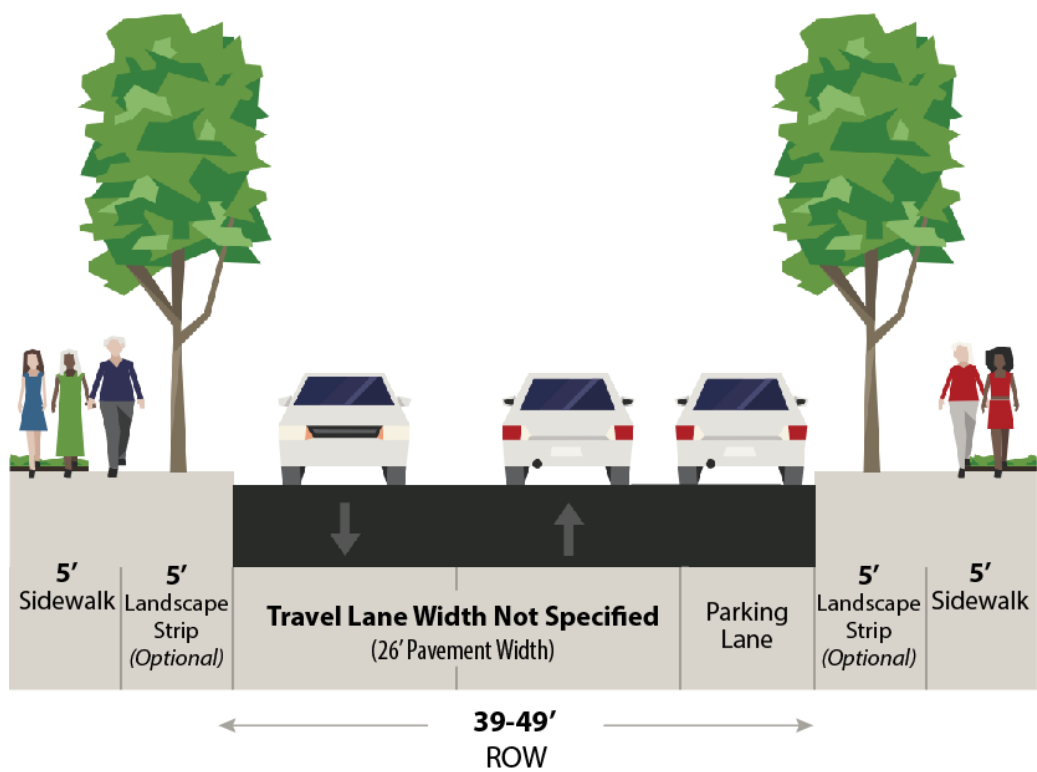 5’
Sidewalk
5’
Landscape
Strip
(Optional)
Travel Lane Width Not Specified
(26’ Pavement Width)
Parking
Lane
5’
Landscape
Strip
(Optional)
5’
Sidewalk
39-49’
ROW